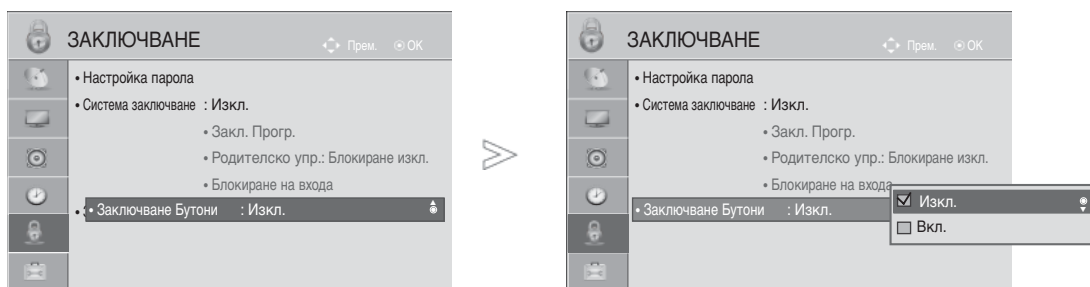 ЗАКЛЮЧВАНЕ
Прем. OK
• Настройка парола
• Система заключване : Изкл.
• Закл. Прогр.
• Родителско упр.: Блокиране изкл.
• Блокиране на входа
• Заключване Бутони : Изкл.
ЗАКЛЮЧВАНЕ
Прем. OK
• Настройка парола
• Система заключване : Изкл.
• Закл. Прогр.
• Родителско упр.: Блокиране изкл.
• Блокиране на входа
• Заключване Бутони : Изкл.
Изкл.
Вкл.